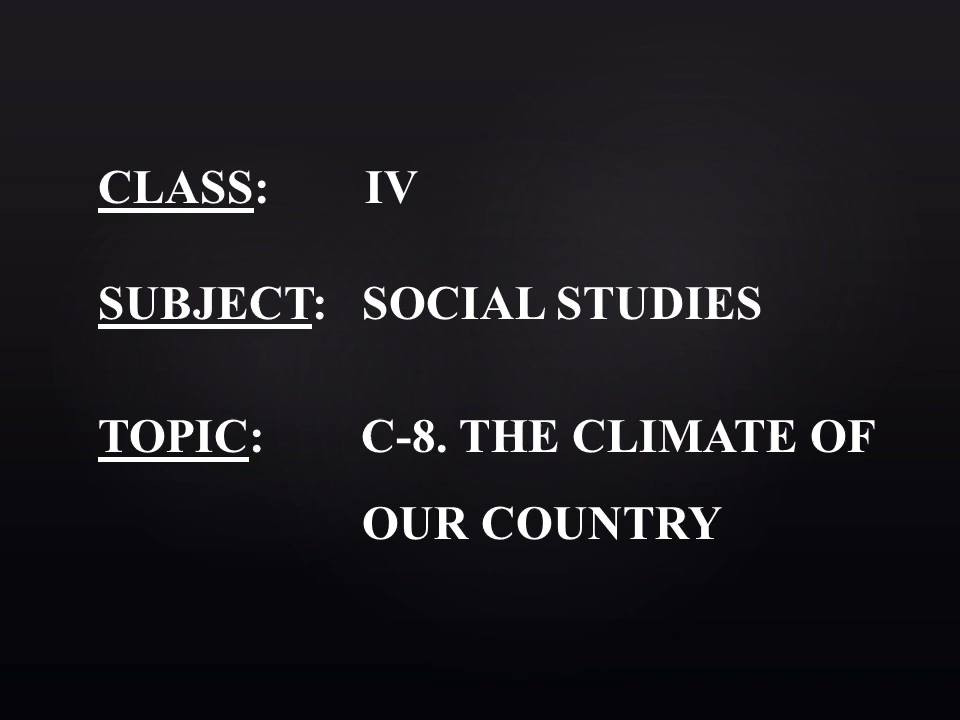 CLASS: IV
SUBJECT: SOCIAL STUDIES
TOPIC: C-8. THE CLIMATE OF
OUR COUNTRY